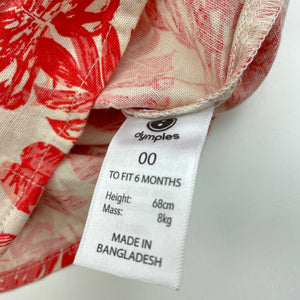 dymples
00
TO FIT 6 MONTHS
Height: 68cm
Mass: 8kg
MADE IN
BANGLADESH